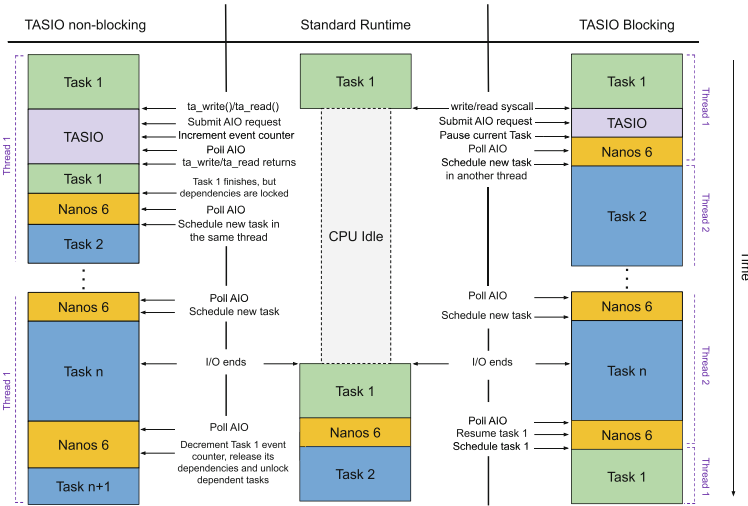 TASIO non-blocking
Standard Runtime
TASIO Blocking
Thread 1
Task 1
TASIO
Task 1
Nanos 6
Task 2
Nanos 6
Task n
Nanos 6
Task n+1
Thread 1
ta_write()/ta_read()
Submit AIO request
Increment event counter
Poll AIO
ta_write/ta_read returns
Task 1 finishes, but
dependencies are locked
Poll AIO
Schedule new task in
the same thread
Poll AIO
Schedule new task
I/O ends
Poll AIO
Decrement Task 1 event
counter, release its
dependencies and unlock
dependent tasks
Task 1
CPU Idle
Task 1
Nanos 6
Task 2
write/read syscall
Submit AIO request
Pause current Task
Poll AIO
Schedule new task
in another thread
Poll AIO
Schedule new task
I/O ends
Poll AIO
Resume task 1
Schedule task 1
Task 1
TASIO
Nanos 6
Task 2
Nanos 6
Task n
Nanos 6
Task 1
Thread 1
Thread 2
Thread 2
Thread 1
Time